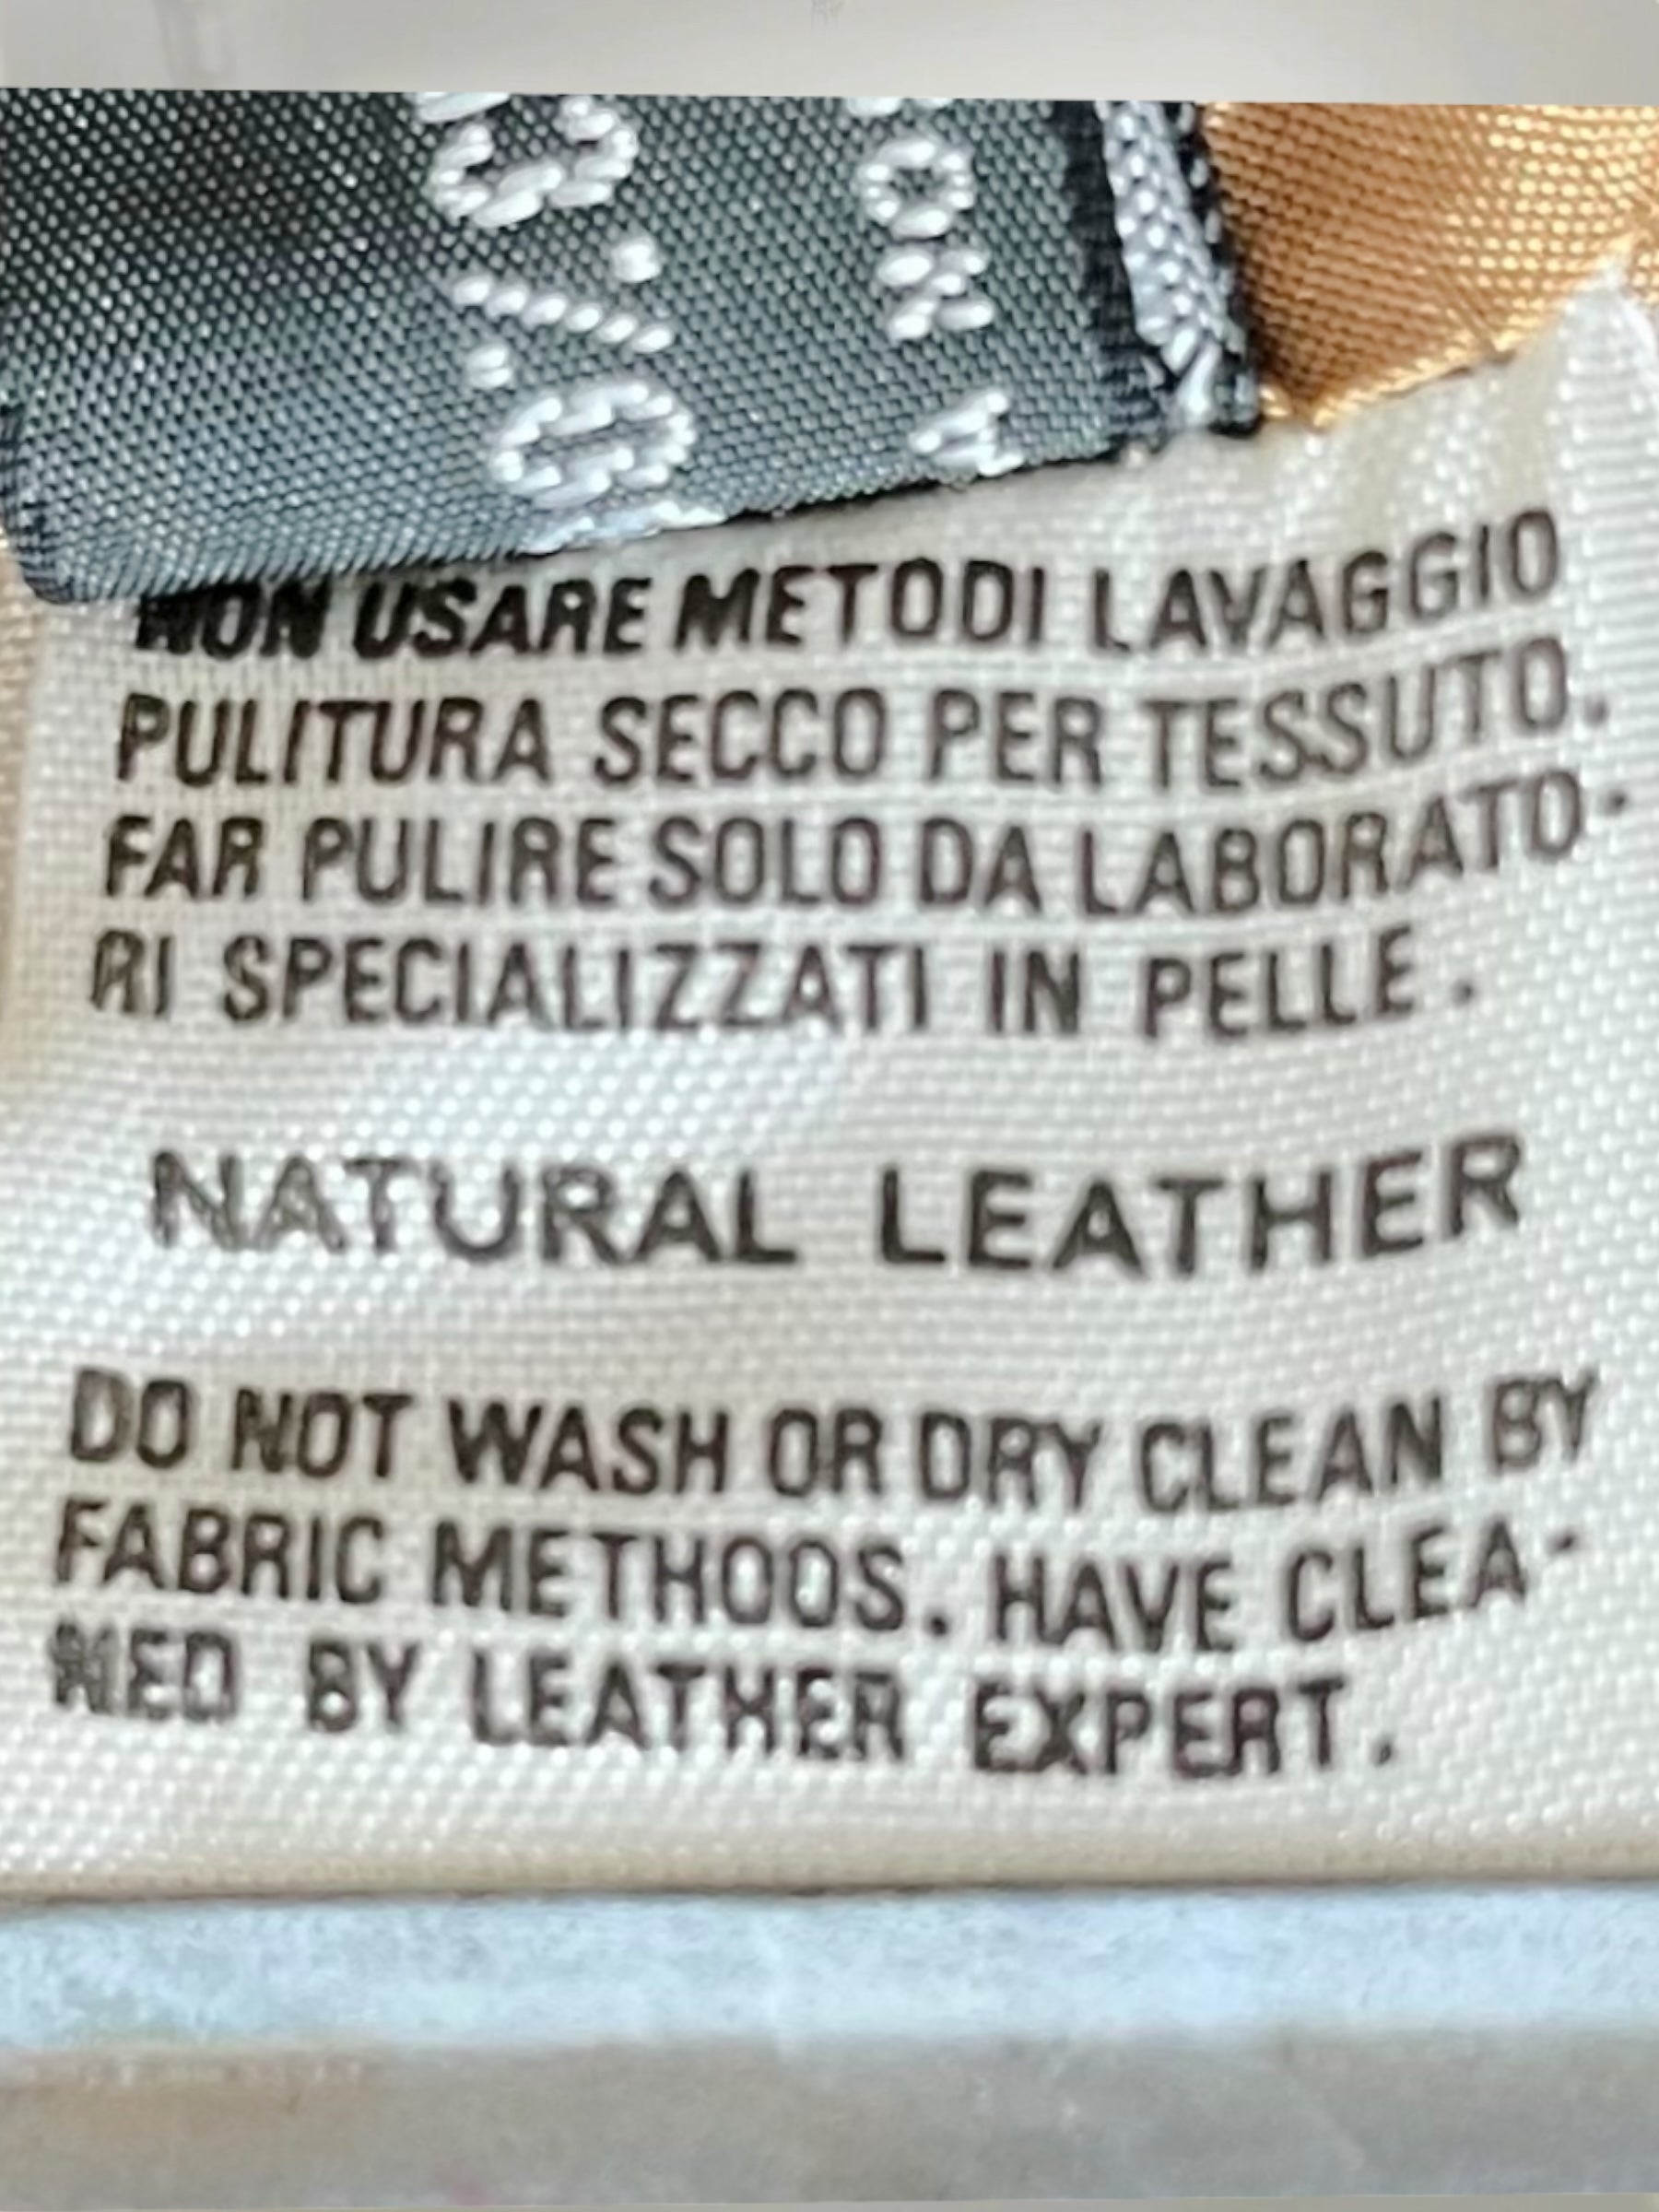 NON USARE METODI LAVAGGIO
PULITURA SECCO PER TESSUTO.
FAR PULIRE SOLO DA LABORATO-
RI SPECIALIZZATI IN PELLE.
NATURAL LEATHER
DO NOT WASH OR DRY CLEAN BY
FABRIC METHODS. HAVE CLEA-
NED BY LEATHER EXPERT.